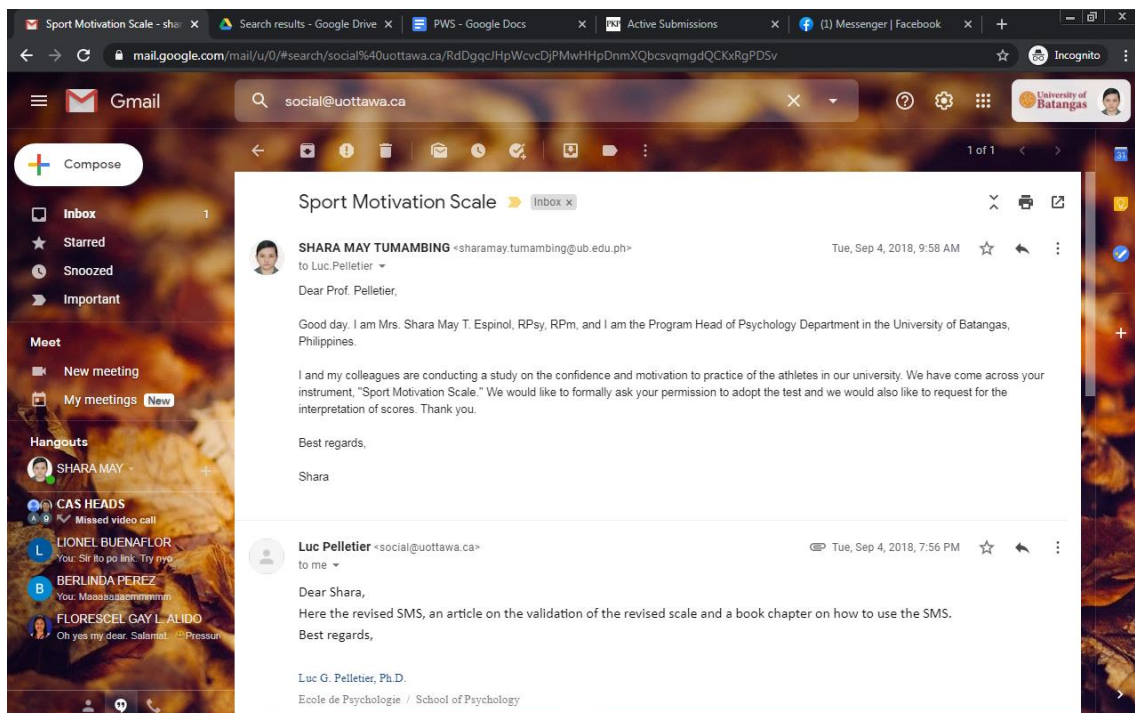 Sport Motivation Scale - sha
Search results - Google Drive
PWS - Google Docs
PKP Active Submissions
(1) Messenger | Facebook
mail.google.com/mail/u/0/#search/social%40uottawa.ca/RdDgqcJHpWcvcDjPMwHHpDnmXQbcsvqmgdQCKxRgPDSv
Incognito
Gmail
social@uottawa.ca
University of
Batangas
Compose
1 of 1
31
Inbox 1
Starred
Snoozed
Important
Meet
New meeting
My meetings New
Hangouts
SHARA MAY
CAS HEADS
A 9 Missed video call
L LIONEL BUENAFLOR
You: Sir ito po link. Try nyo
B BERLINDA PEREZ
You: Maaaaaaammmmmm
FLORESCEL GAY L. ALIDO
Oh yes my dear. Salamat. Pressun
Sport Motivation Scale Inbox x
SHARA MAY TUMAMBING <sharamay.tumambing@ub.edu.ph> Tue, Sep 4, 2018, 9:58 AM
to Luc.Pelletier
Dear Prof. Pelletier,
Good day. I am Mrs. Shara May T. Espinol, RPsy, RPm, and I am the Program Head of Psychology Department in the University of Batangas,
Philippines.
I and my colleagues are conducting a study on the confidence and motivation to practice of the athletes in our university. We have come across your
instrument, "Sport Motivation Scale." We would like to formally ask your permission to adopt the test and we would also like to request for the
interpretation of scores. Thank you.
Best regards,
Shara
Luc Pelletier <social@uottawa.ca> Tue, Sep 4, 2018, 7:56 PM
to me
Dear Shara,
Here the revised SMS, an article on the validation of the revised scale and a book chapter on how to use the SMS.
Best regards,
Luc G. Pelletier, Ph.D.
Ecole de Psychologie / School of Psychology